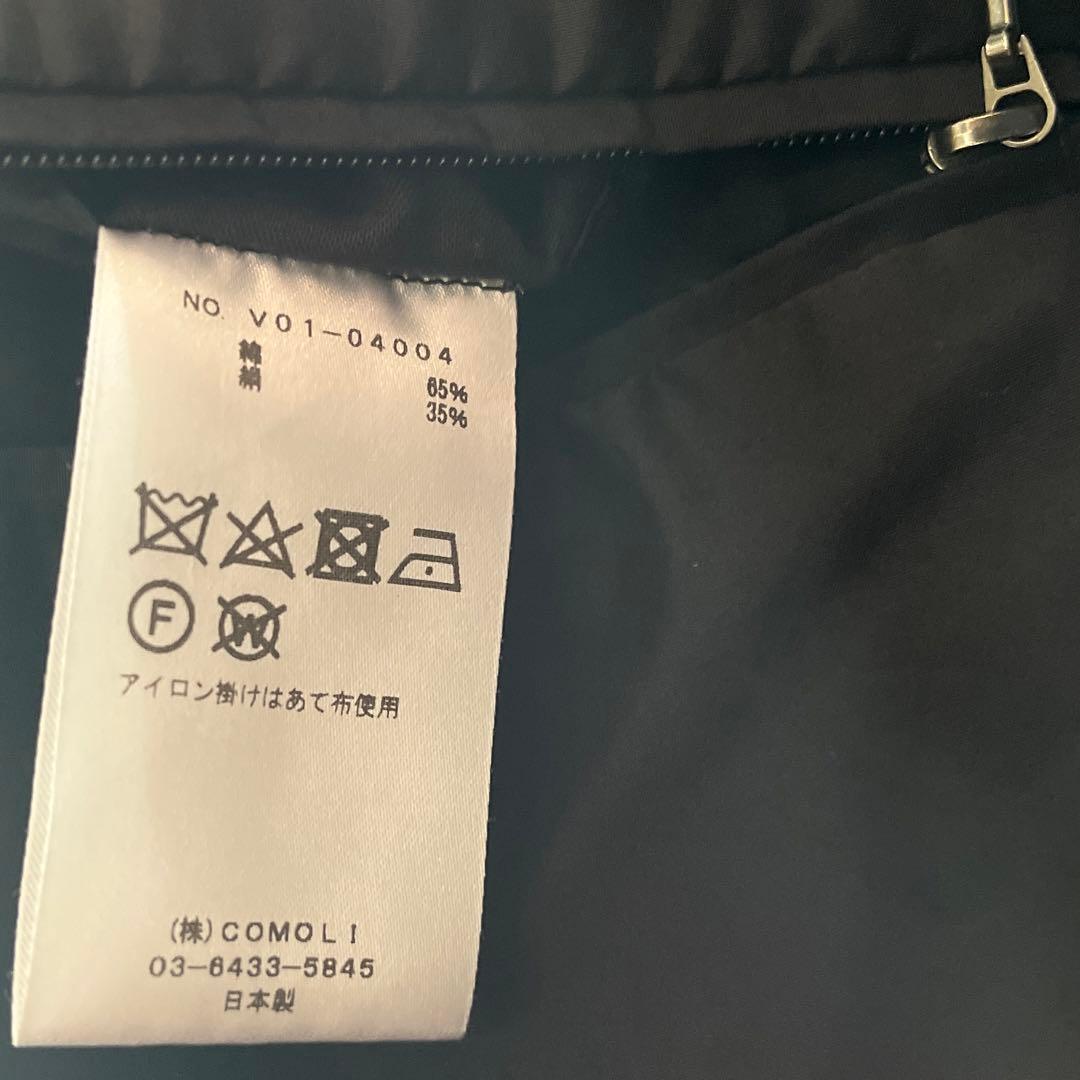 NO. V01-04004
綿 65%
絹 35%
F W
アイロン掛けはあて布使用
(株)COMOLI
03-6433-5845
日本製